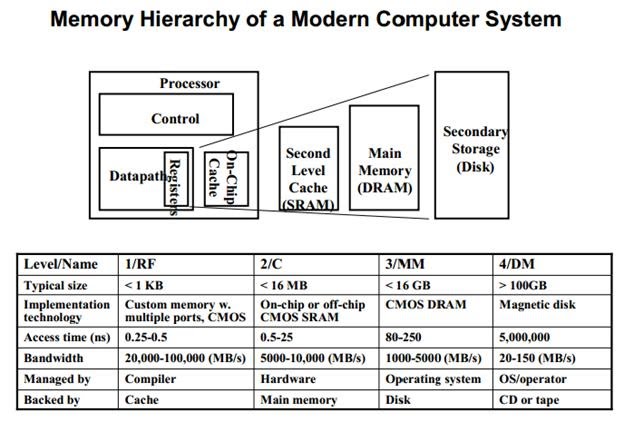 Memory Hierarchy of a Modern Computer System
Processor
Control
Datapath
Registers
On-Chip
Cache
Second
Level
Cache
(SRAM)
Main
Memory
(DRAM)
Secondary
Storage
(Disk)
Level/Name 1/RF 2/C 3/MM 4/DM
Typical size < 1 KB < 16 MB < 16 GB > 100GB
Implementation technology Custom memory w. multiple ports, CMOS On-chip or off-chip CMOS SRAM CMOS DRAM Magnetic disk
Access time (ns) 0.25-0.5 0.5-25 80-250 5,000,000
Bandwidth 20,000-100,000 (MB/s) 5000-10,000 (MB/s) 1000-5000 (MB/s) 20-150 (MB/s)
Managed by Compiler Hardware Operating system OS/operator
Backed by Cache Main memory Disk CD or tape